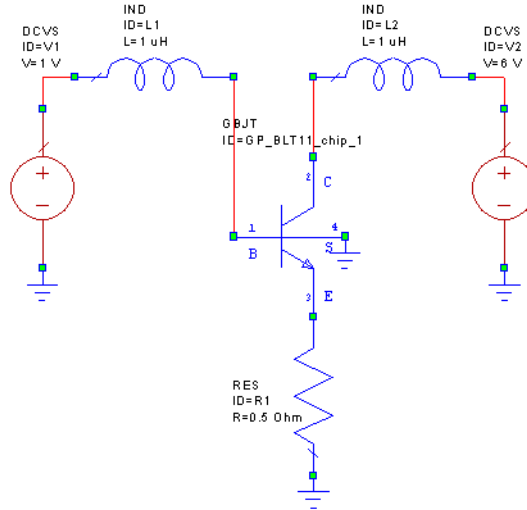 IND
ID=L1
L=1 uH
IND
ID=L2
L=1 uH
DCVS
ID=V1
V=1 V
DCVS
ID=V2
V=6 V
GBJT
ID=GP_BLT11_chip_1
2 C
1
B
4
S
3 E
+
-
+
-
RES
ID=R1
R=0.5 Ohm